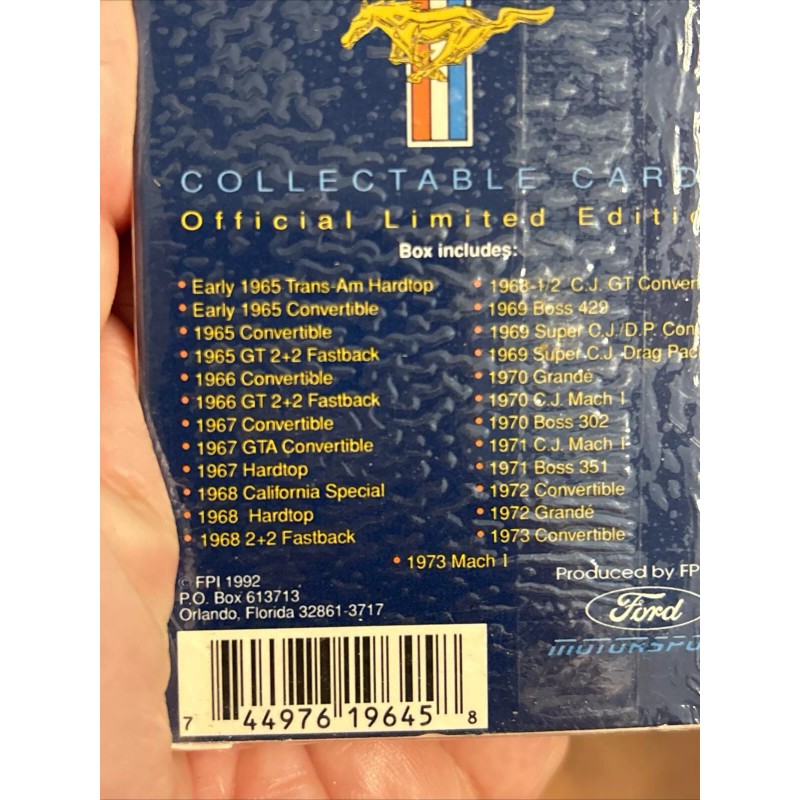 COLLECTABLE CARD
Official Limited Editio
Box includes:
• Early 1965 Trans-Am Hardtop
• Early 1965 Convertible
• 1965 Convertible
• 1965 GT 2+2 Fastback
• 1966 Convertible
• 1966 GT 2+2 Fastback
• 1967 Convertible
• 1967 GTA Convertible
• 1967 Hardtop
• 1968 California Special
• 1968 Hardtop
• 1968 2+2 Fastback
• 1968-1/2 C.J. GT Conver
• 1969 Boss 429
• 1969 Super C.J./D.P. Con
• 1969 Super C.J. Drag Pac
• 1970 Grandé
• 1970 C.J. Mach I
• 1970 Boss 302
• 1971 C.J. Mach I
• 1971 Boss 351
• 1972 Convertible
• 1972 Grandé
• 1973 Convertible
• 1973 Mach I
© FPI 1992
P.O. Box 613713
Orlando, Florida 32861-3717
Produced by FP
Ford
MOTORSPO
7 44976 19645 8